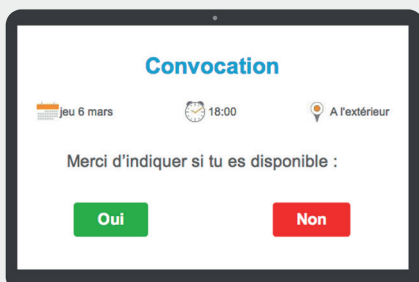 Convocation
jeu 6 mars 18:00 A l'extérieur
Merci d'indiquer si tu es disponible :
Oui Non